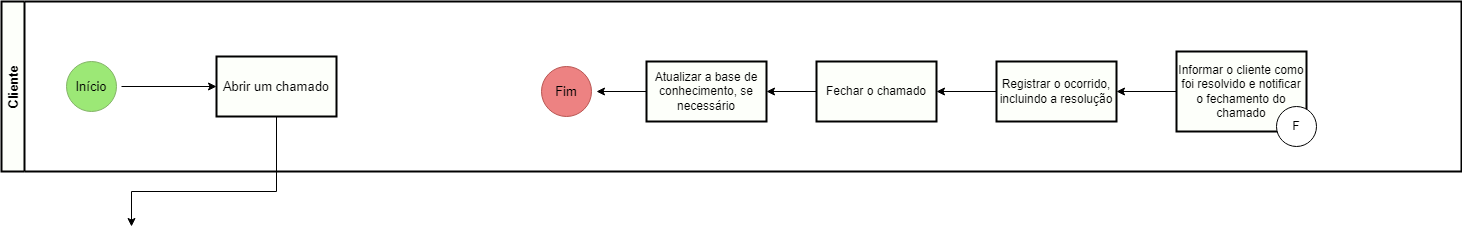 Cliente
Início
Abrir um chamado
Fim
Atualizar a base de
conhecimento, se
necessário
Fechar o chamado
Registrar o ocorrido,
incluindo a resolução
Informar o cliente como
foi resolvido e notificar
o fechamento do
chamado
F